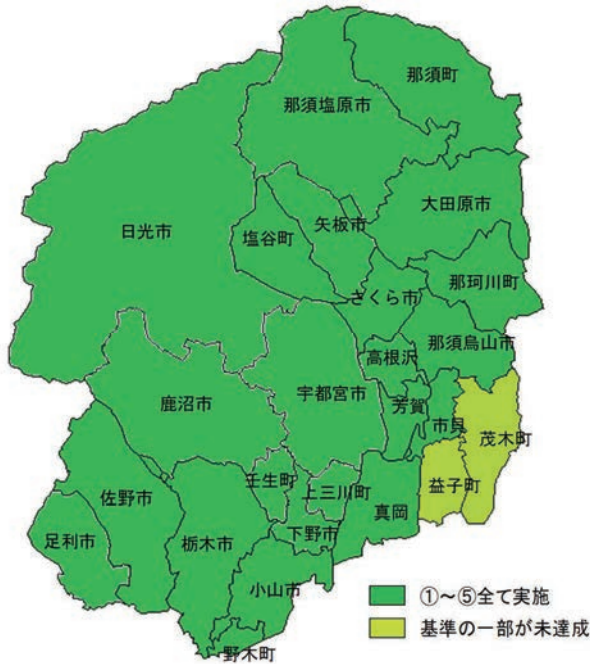 那須町
那須塩原市
大田原市
矢板市
日光市
塩谷町
那珂川町
さくら市
那須烏山市
高根沢
宇都宮市
鹿沼市
芳賀
市貝
茂木町
壬生町
上三川町
益子町
佐野市
真岡
下野市
足利市
栃木市
小山市
野木町
①～⑤全て実施
基準の一部が未達成